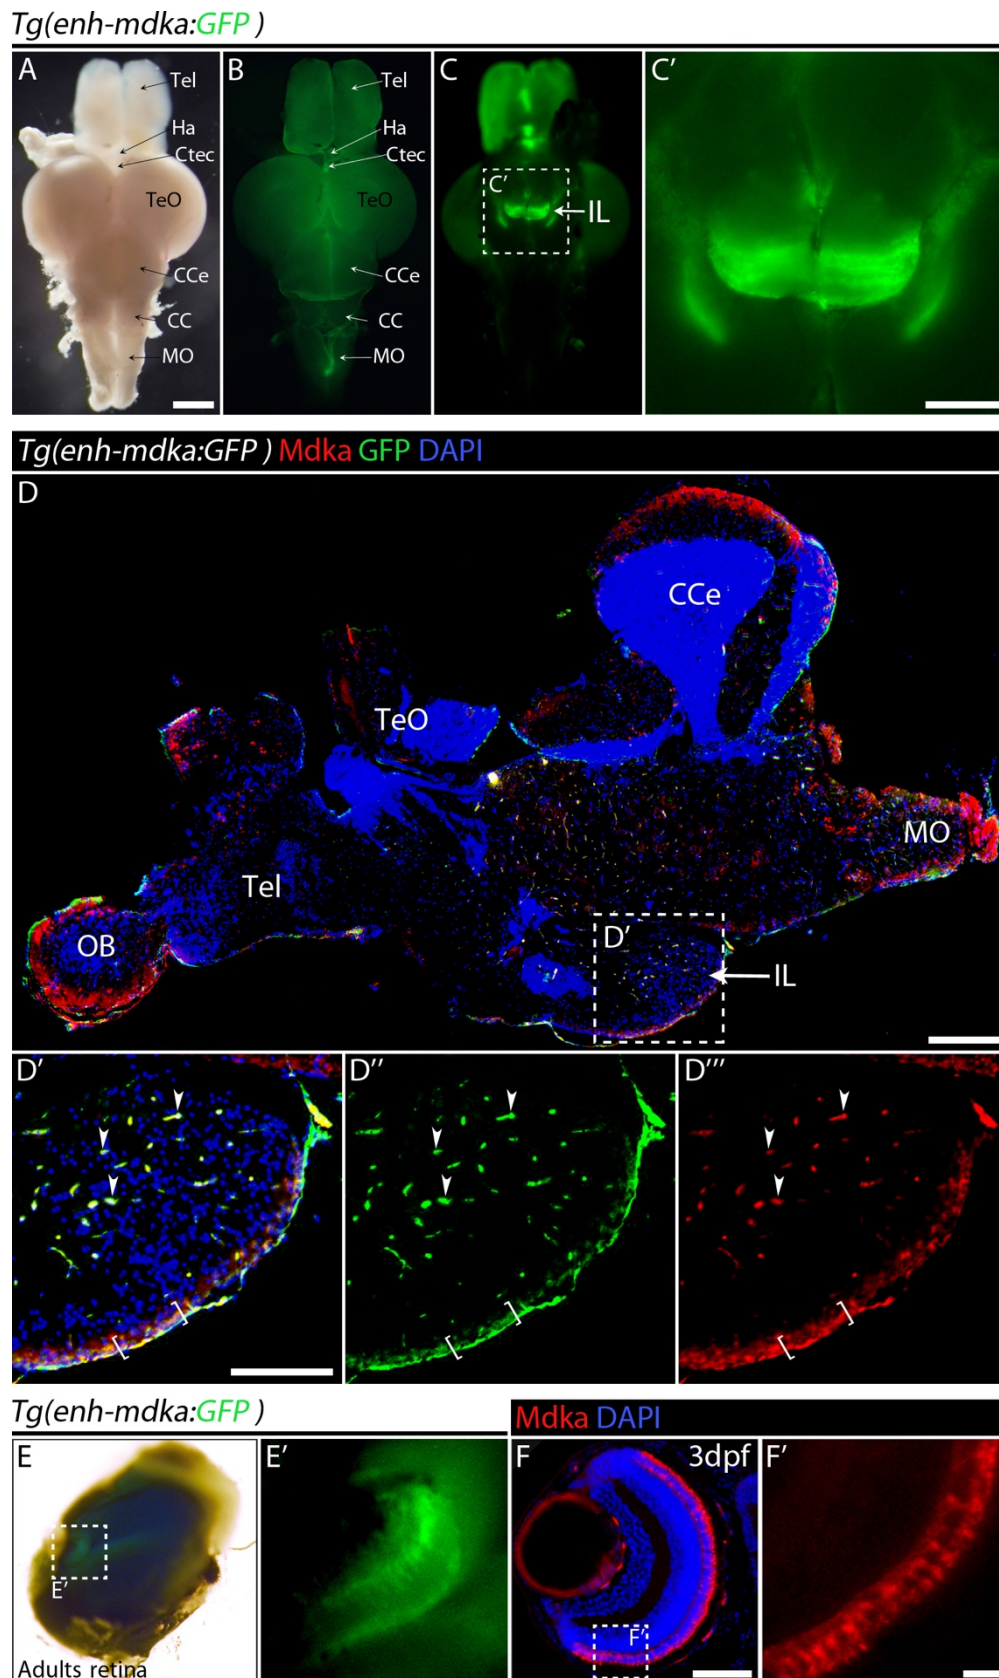 Tg(enh-mdka:GFP )
A
Tel
Ha
Ctec
TeO
CCe
CC
MO
B
Tel
Ha
Ctec
TeO
CCe
CC
MO
C
C'
IL
C'
Tg(enh-mdka:GFP ) Mdka GFP DAPI
D
CCe
TeO
MO
Tel
OB
D'
IL
D'
D''
D'''
Tg(enh-mdka:GFP )
Mdka DAPI
E
E'
Adults retina
E'
F
3dpf
F'
F'